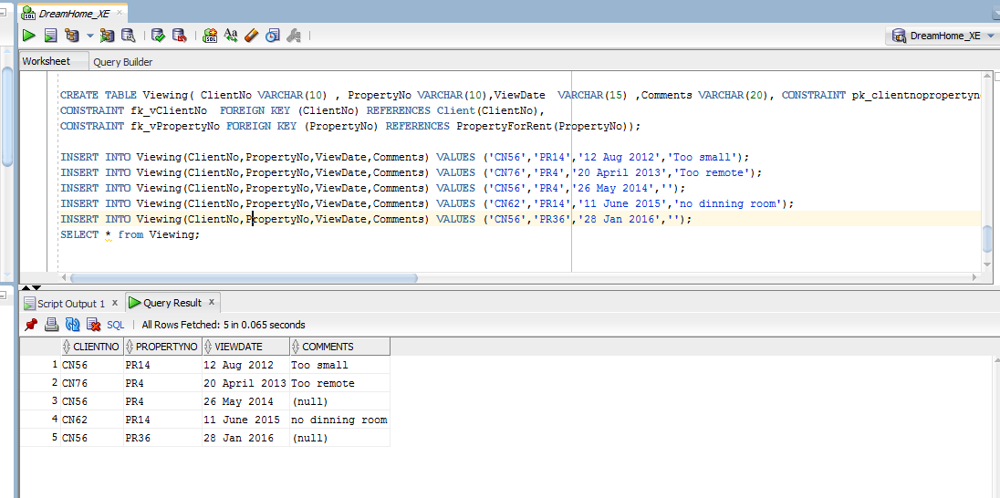 DreamHome_XE
DreamHome_XE
Worksheet Query Builder
CREATE TABLE Viewing( ClientNo VARCHAR(10) , PropertyNo VARCHAR(10),ViewDate  VARCHAR(15) ,Comments VARCHAR(20), CONSTRAINT pk_clientnopropertyn
CONSTRAINT fk_vClientNo  FOREIGN KEY (ClientNo) REFERENCES Client(ClientNo),
CONSTRAINT fk_vPropertyNo FOREIGN KEY (PropertyNo) REFERENCES PropertyForRent(PropertyNo));
INSERT INTO Viewing(ClientNo,PropertyNo,ViewDate,Comments) VALUES ('CN56','PR14','12 Aug 2012','Too small');
INSERT INTO Viewing(ClientNo,PropertyNo,ViewDate,Comments) VALUES ('CN76','PR4','20 April 2013','Too remote');
INSERT INTO Viewing(ClientNo,PropertyNo,ViewDate,Comments) VALUES ('CN56','PR4','26 May 2014','');
INSERT INTO Viewing(ClientNo,PropertyNo,ViewDate,Comments) VALUES ('CN62','PR14','11 June 2015','no dinning room');
INSERT INTO Viewing(ClientNo,PropertyNo,ViewDate,Comments) VALUES ('CN56','PR36','28 Jan 2016','');
SELECT * from Viewing;
Script Output 1 x Query Result x
SQL | All Rows Fetched: 5 in 0.065 seconds
CLIENTNO PROPERTYNO VIEWDATE COMMENTS
1 CN56 PR14 12 Aug 2012 Too small
2 CN76 PR4 20 April 2013 Too remote
3 CN56 PR4 26 May 2014 (null)
4 CN62 PR14 11 June 2015 no dinning room
5 CN56 PR36 28 Jan 2016 (null)